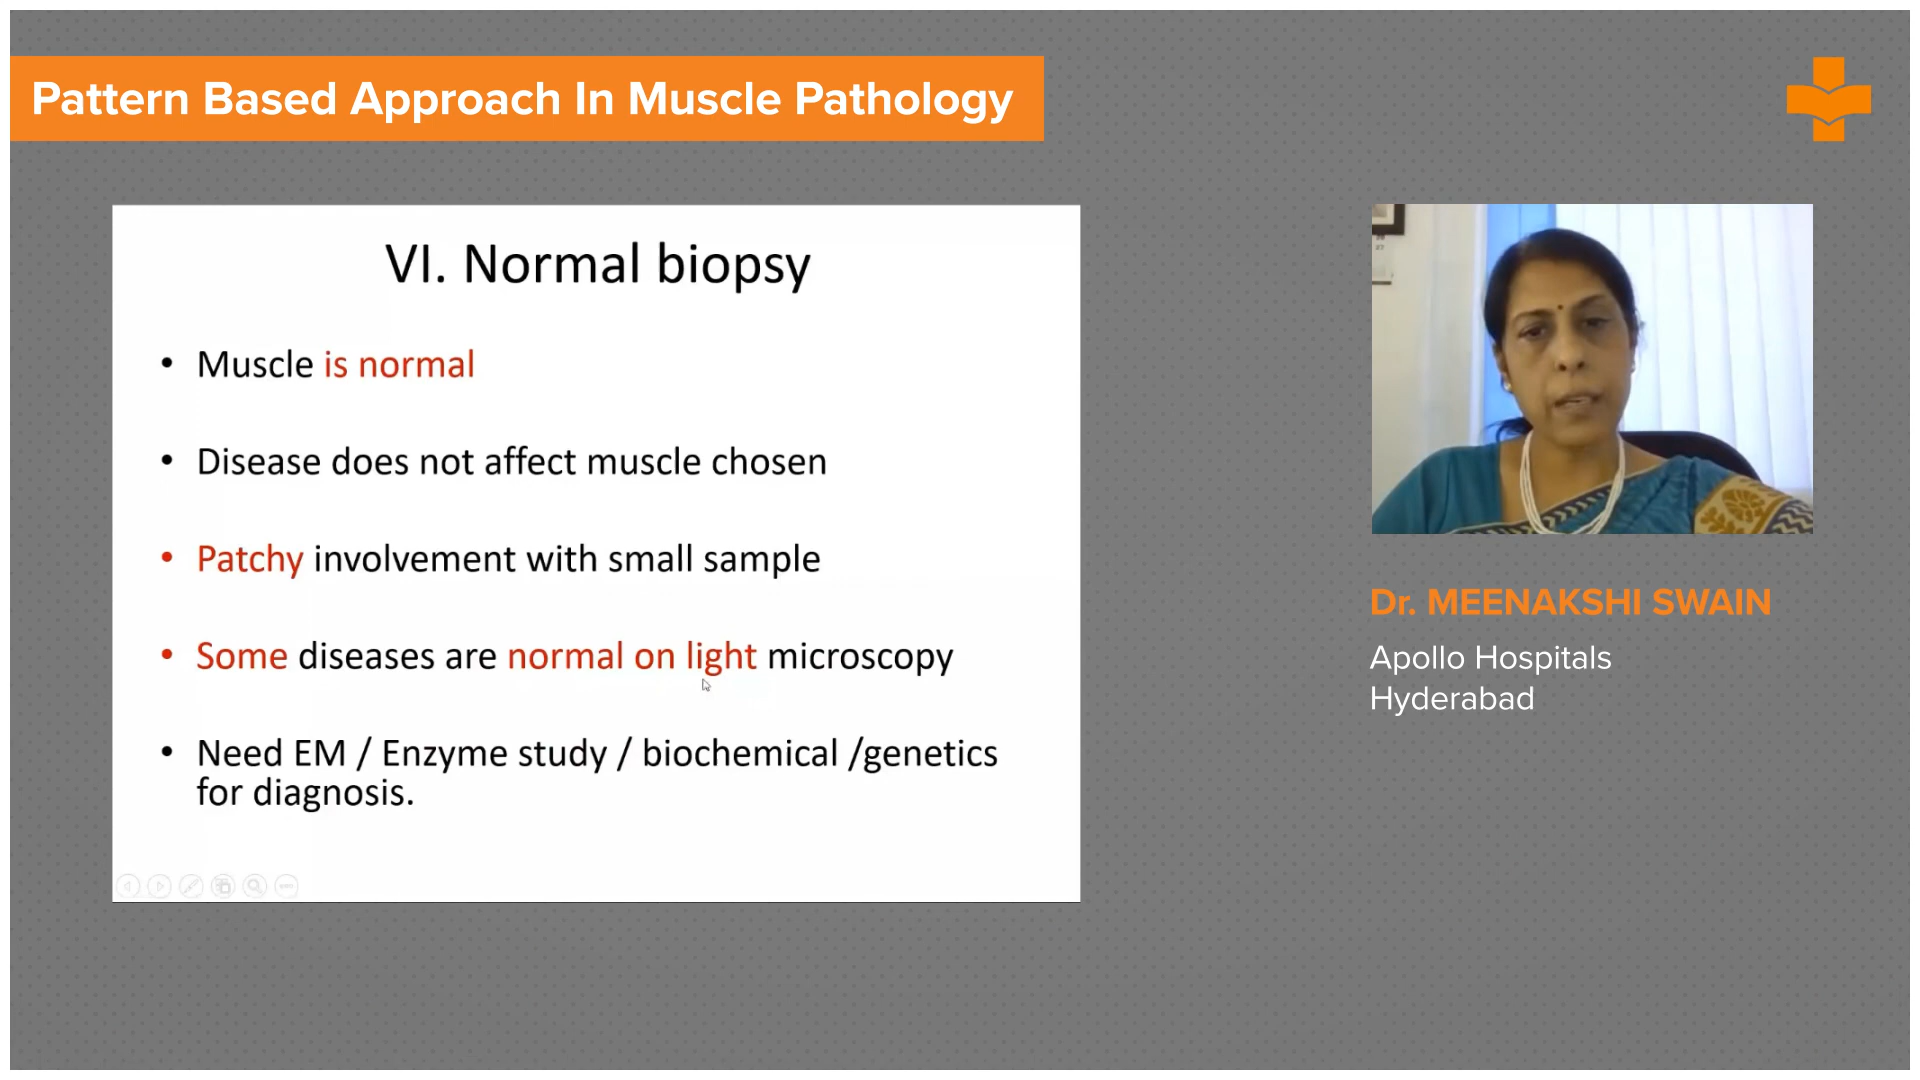 Pattern Based Approach In Muscle Pathology
VI. Normal biopsy
• Muscle is normal
• Disease does not affect muscle chosen
• Patchy involvement with small sample
• Some diseases are normal on light microscopy
• Need EM / Enzyme study / biochemical /genetics
for diagnosis.
Dr. MEENAKSHI SWAIN
Apollo Hospitals
Hyderabad